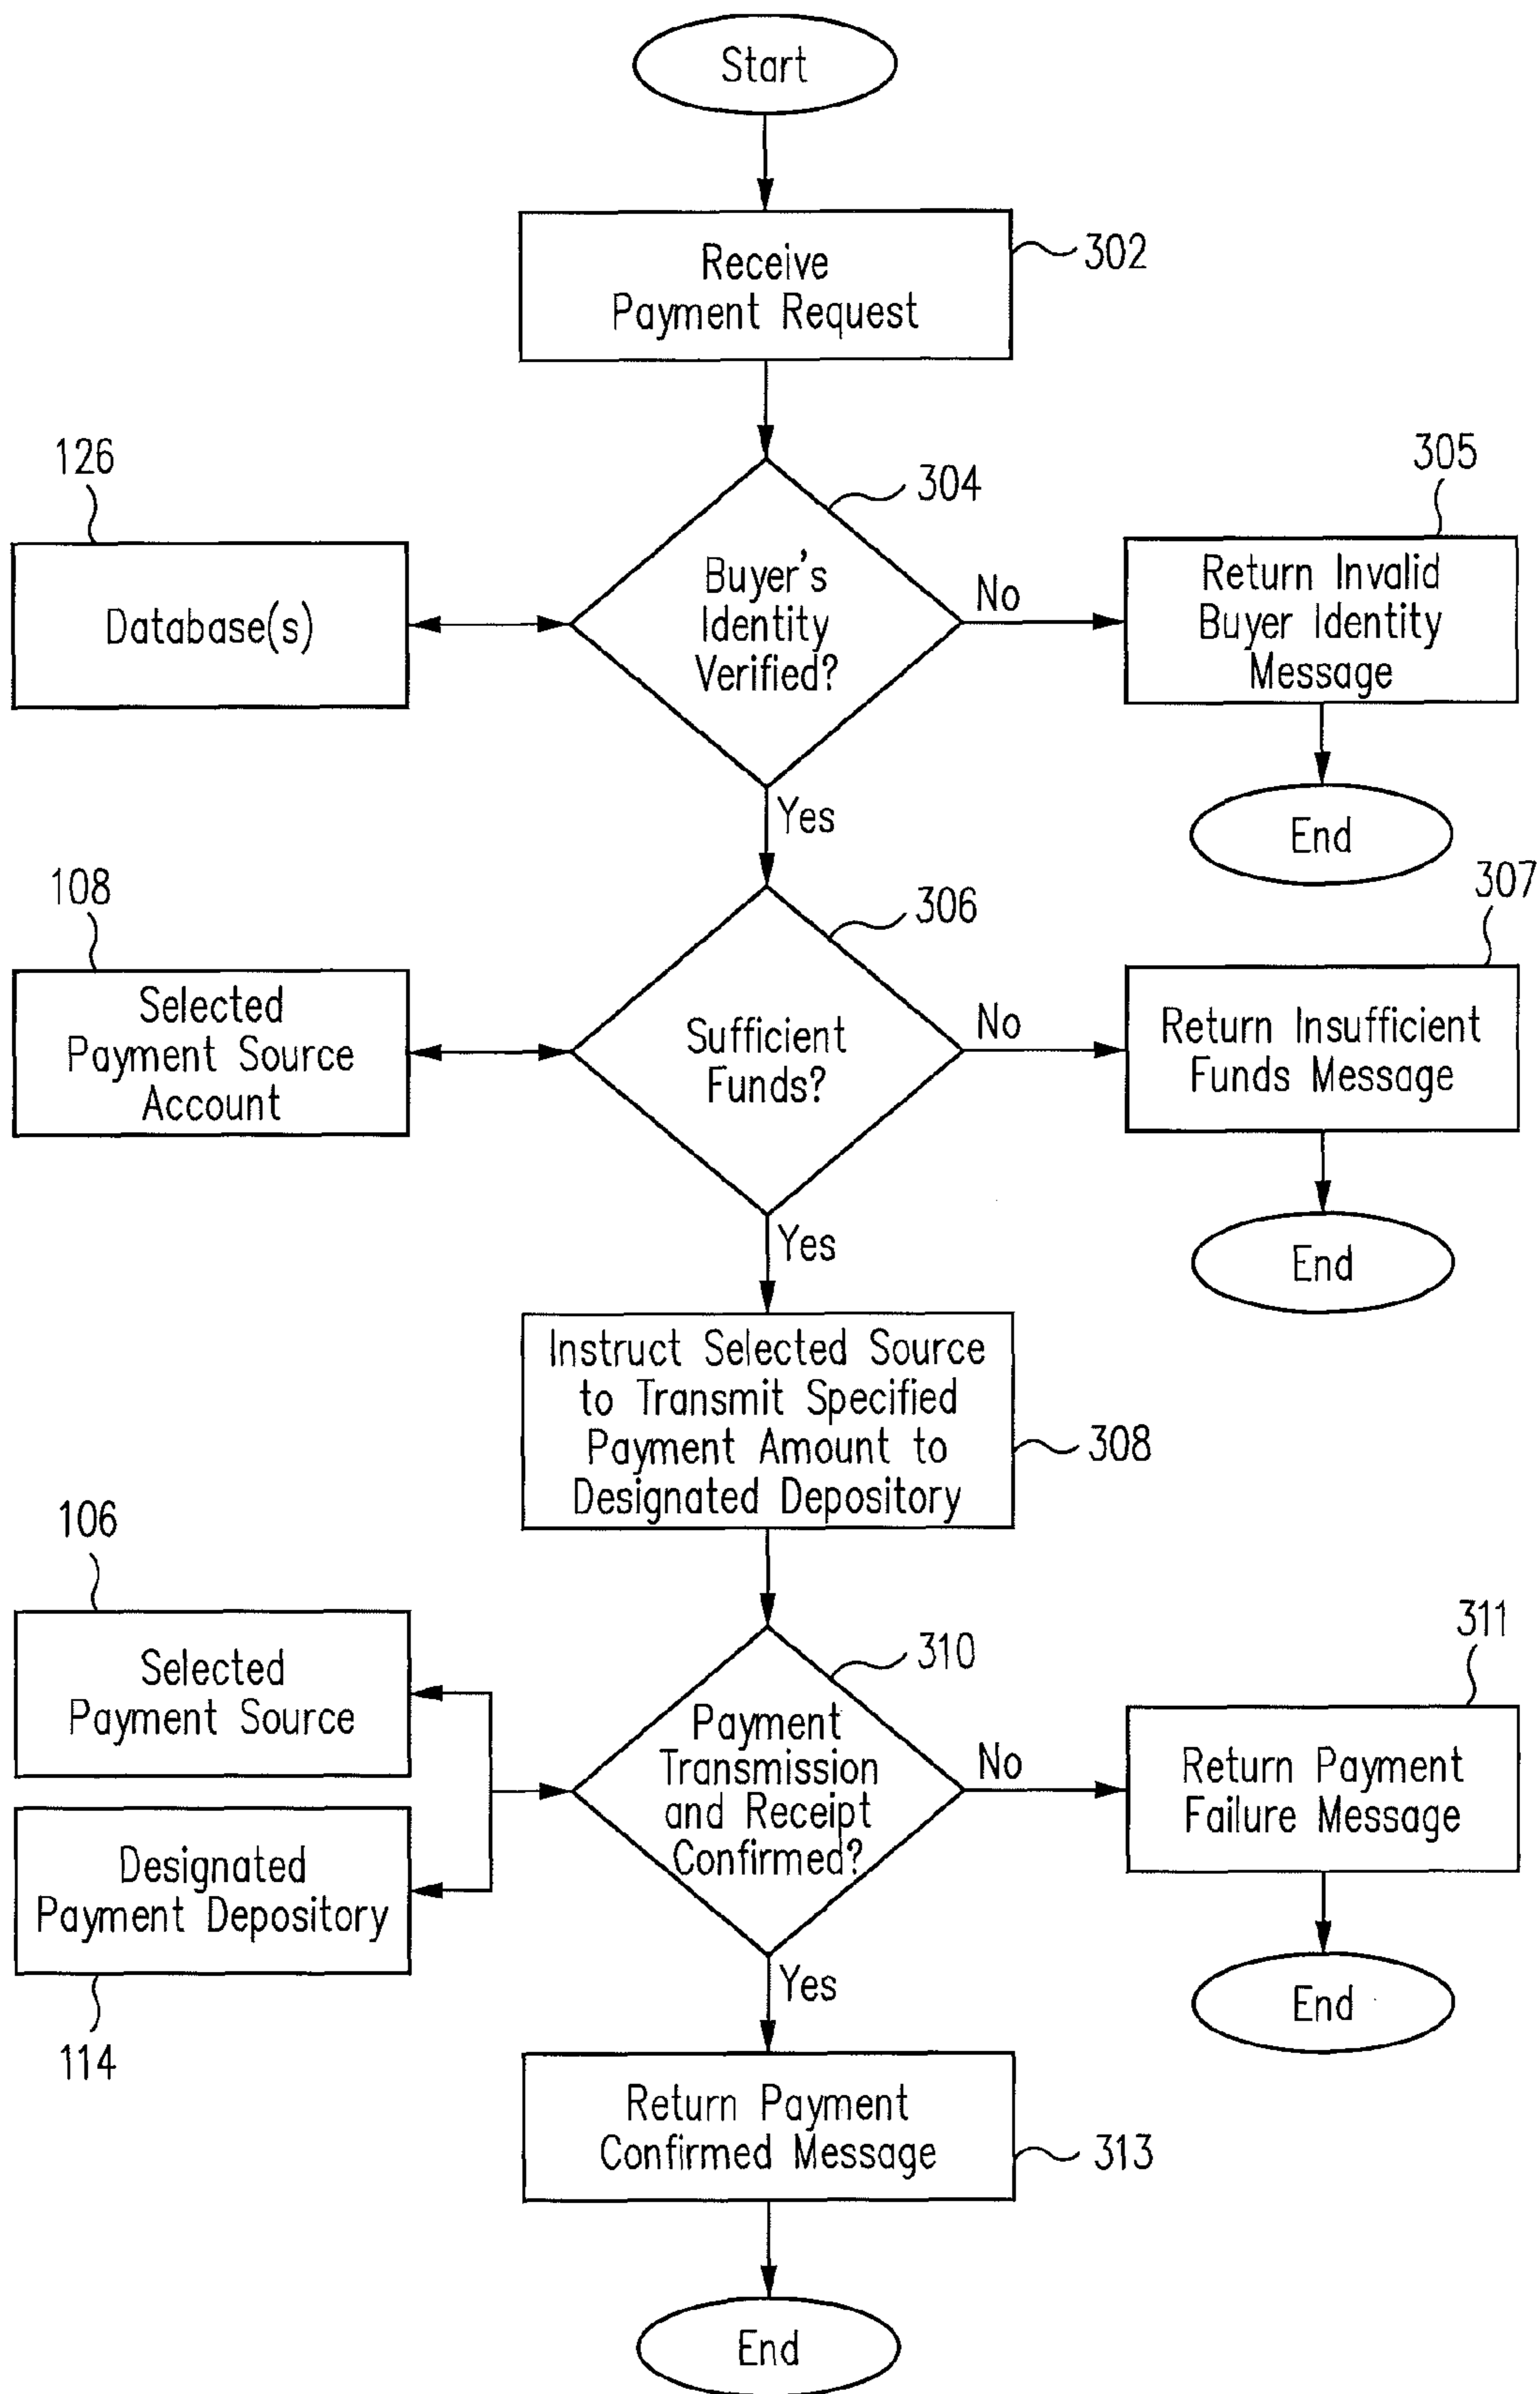 Start
Receive
Payment Request
302
126
304
305
Database(s)
Buyer's
Identity
Verified?
No
Return Invalid
Buyer Identity
Message
Yes
End
108
306
307
Selected
Payment Source
Account
Sufficient
Funds?
No
Return Insufficient
Funds Message
Yes
End
Instruct Selected Source
to Transmit Specified
Payment Amount to
Designated Depository
308
106
310
311
Selected
Payment Source
Payment
Transmission
and Receipt
Confirmed?
No
Return Payment
Failure Message
Designated
Payment Depository
114
Yes
End
Return Payment
Confirmed Message
313
End